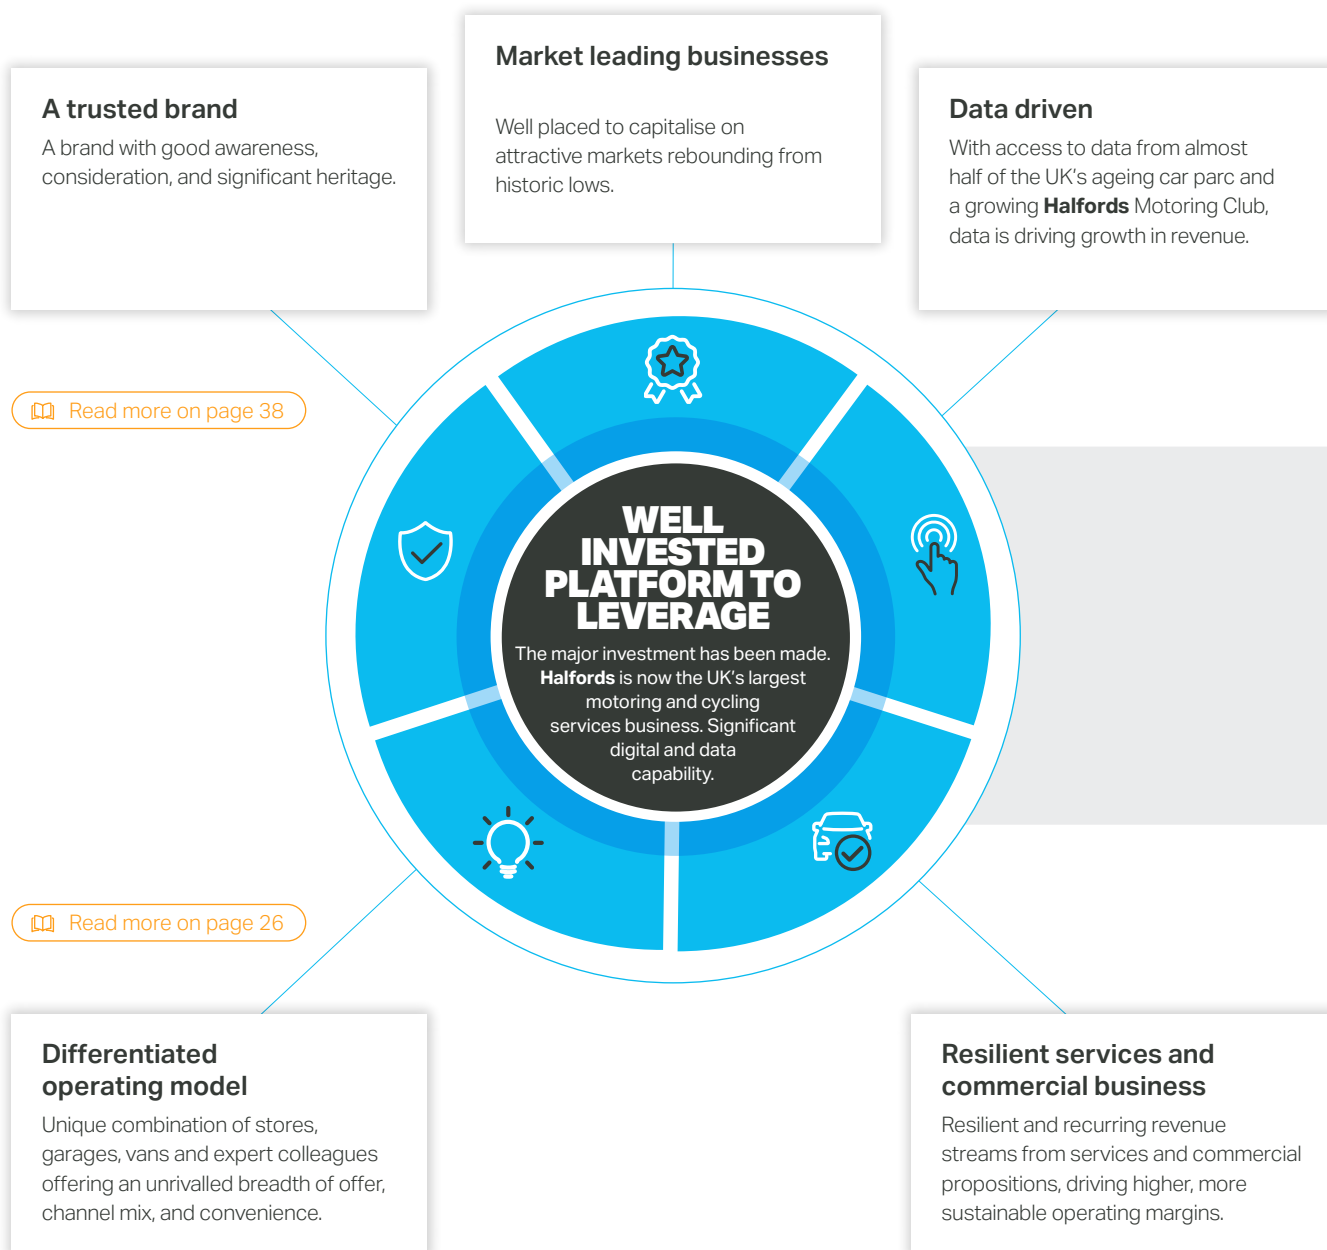 Market leading businesses
Well placed to capitalise on
attractive markets rebounding from
historic lows.
A trusted brand
A brand with good awareness,
consideration, and significant heritage.
Data driven
With access to data from almost
half of the UK's ageing car parc and
a growing Halfords Motoring Club,
data is driving growth in revenue.
Read more on page 38
WELL
INVESTED
PLATFORM TO
LEVERAGE
The major investment has been made.
Halfords is now the UK's largest
motoring and cycling
services business. Significant
digital and data
capability.
Read more on page 26
Differentiated
operating model
Unique combination of stores,
garages, vans and expert colleagues
offering an unrivalled breadth of offer,
channel mix, and convenience.
Resilient services and
commercial business
Resilient and recurring revenue
streams from services and commercial
propositions, driving higher, more
sustainable operating margins.